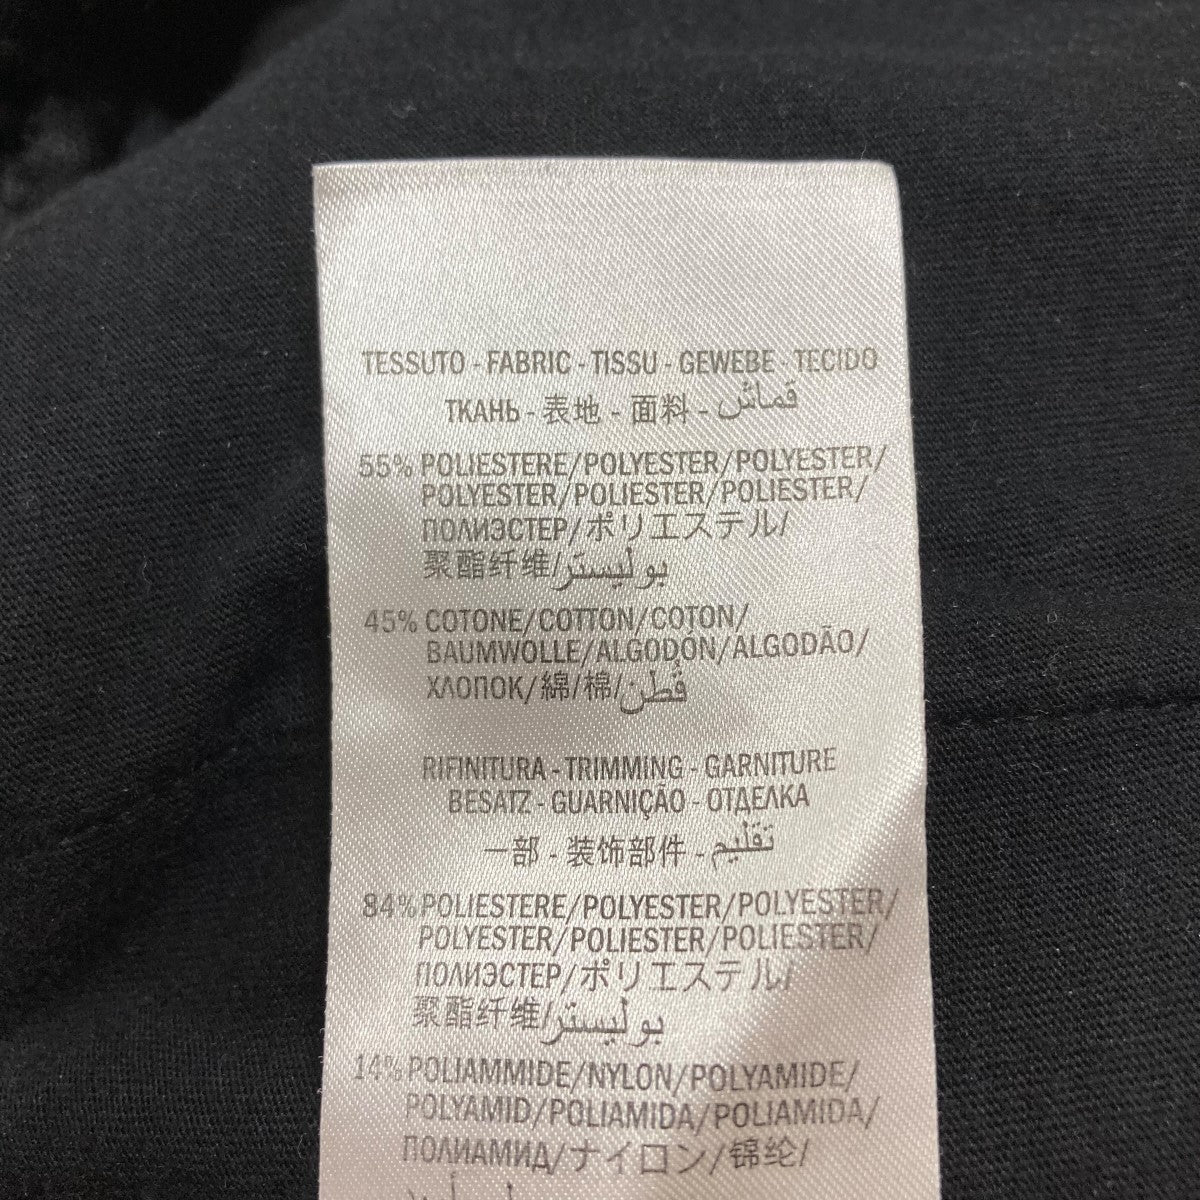 TESSUTO - FABRIC - TISSU - GEWEBE - TECIDO
ТКАНЬ - 表地 - 面料 - قماش
55% POLIESTERE/POLYESTER/POLYESTER/
POLYESTER/POLIESTER/POLIESTER/
ПОЛИЭСТЕР/ポリエステル/
聚酯纤维/بوليستر
45% COTONE/COTTON/COTON/
BAUMWOLLE/ALGODÓN/ALGODÃO/
ХЛОПОК/綿/棉/قُطن
RIFINITURA - TRIMMING - GARNITURE
BESATZ - GUARNIÇÃO - ОТДЕЛКА
一部 - 装饰部件 - تقليم
84% POLIESTERE/POLYESTER/POLYESTER/
POLYESTER/POLIESTER/POLIESTER/
ПОЛИЭСТЕР/ポリエステル/
聚酯纤维/بوليستر
14% POLIAMMIDE/NYLON/POLYAMIDE/
POLYAMID/POLIAMIDA/POLIAMIDA/
ПОЛИАМИД/ナイロン/锦纶/